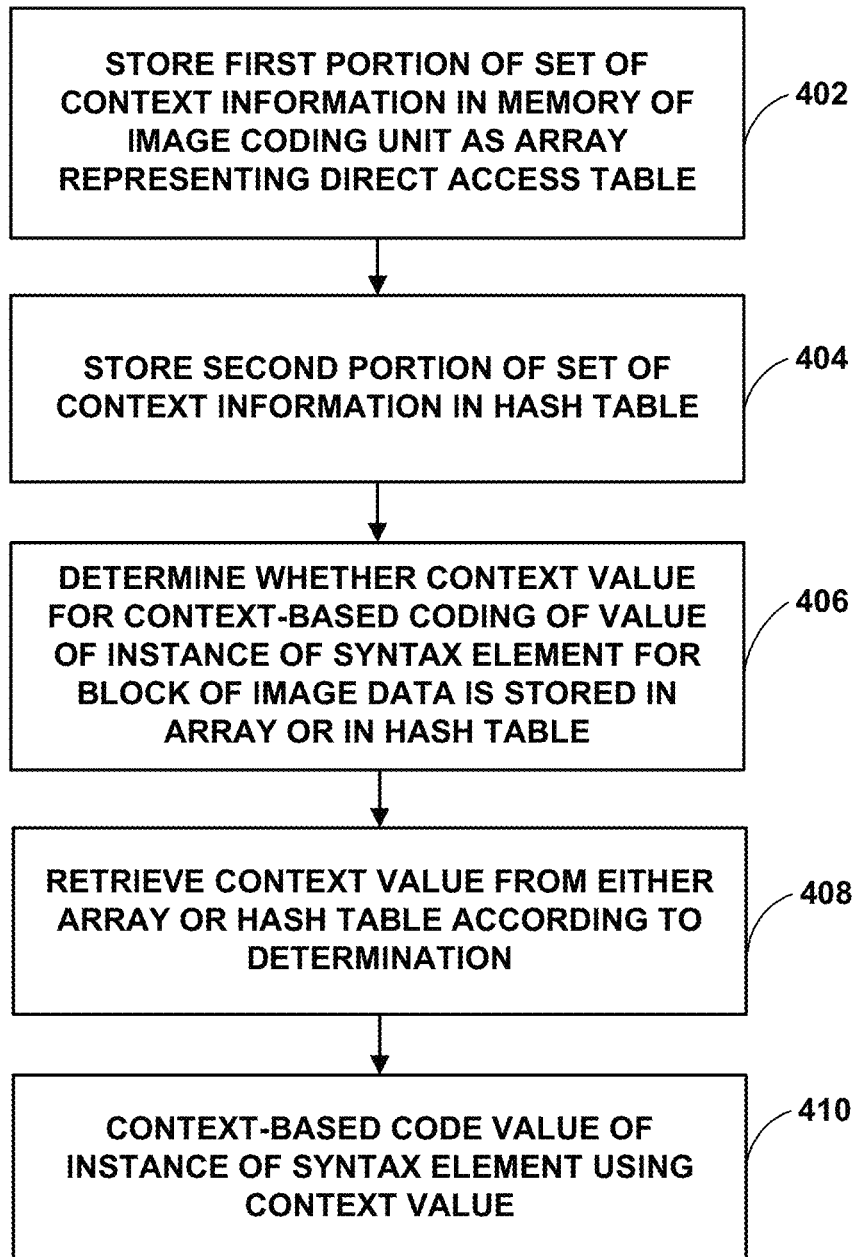 STORE FIRST PORTION OF SET OF
CONTEXT INFORMATION IN MEMORY OF
IMAGE CODING UNIT AS ARRAY
REPRESENTING DIRECT ACCESS TABLE
402
STORE SECOND PORTION OF SET OF
CONTEXT INFORMATION IN HASH TABLE
404
DETERMINE WHETHER CONTEXT VALUE
FOR CONTEXT-BASED CODING OF VALUE
OF INSTANCE OF SYNTAX ELEMENT FOR
BLOCK OF IMAGE DATA IS STORED IN
ARRAY OR IN HASH TABLE
406
RETRIEVE CONTEXT VALUE FROM EITHER
ARRAY OR HASH TABLE ACCORDING TO
DETERMINATION
408
CONTEXT-BASED CODE VALUE OF
INSTANCE OF SYNTAX ELEMENT USING
CONTEXT VALUE
410